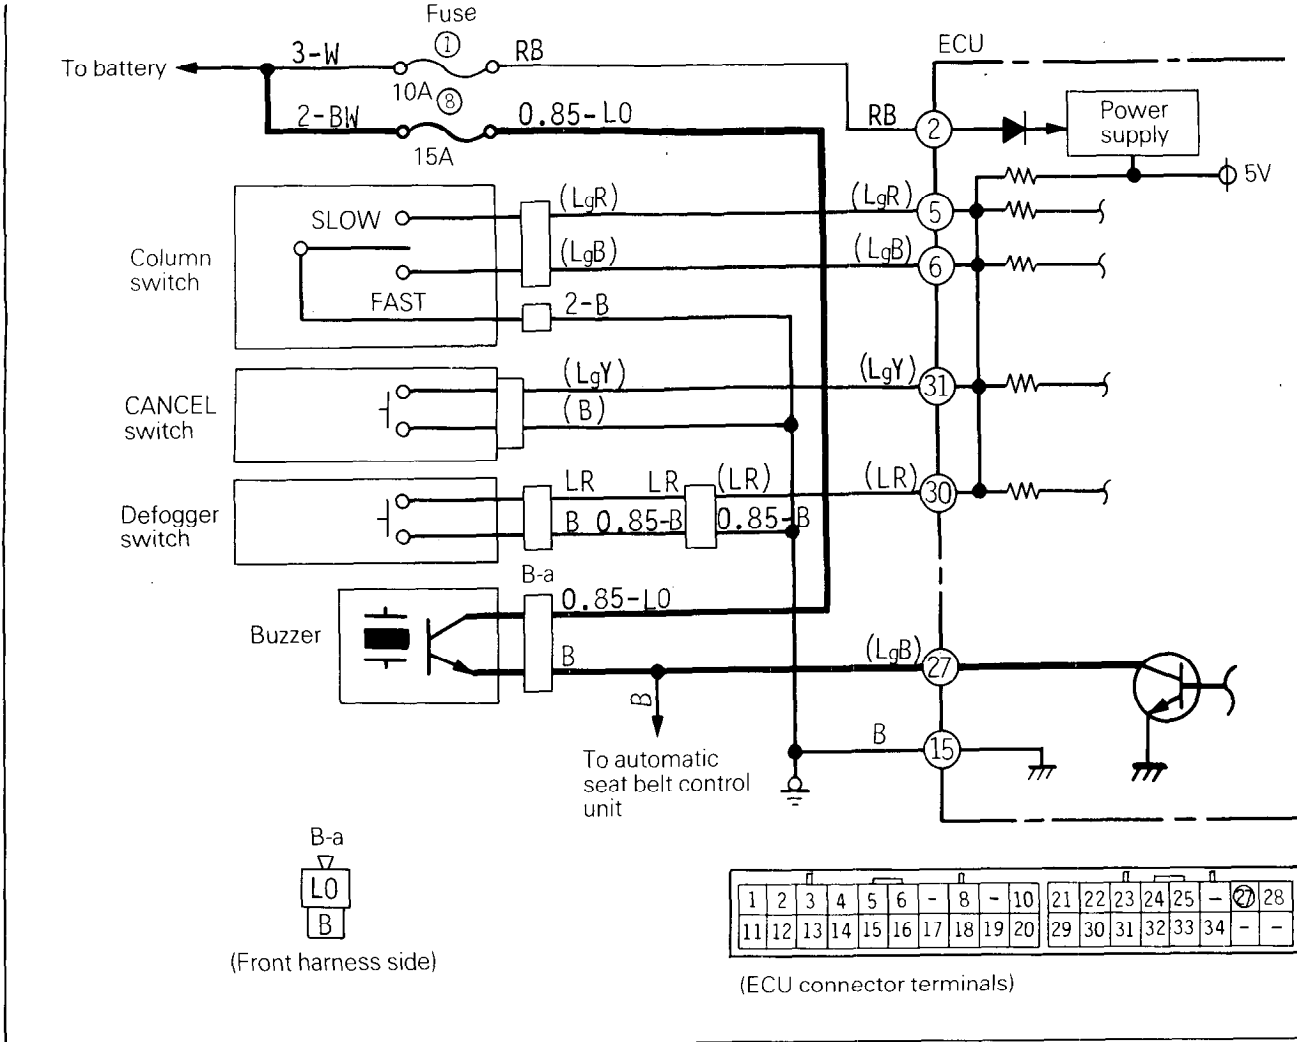 Fuse
①
3-W
RB
ECU
To battery
10A
⑧
2-BW
0.85-LO
15A
RB
2
Power
supply
5V
(LgR)
(LgR)
5
SLOW
(LgB)
(LgB)
6
Column
switch
FAST
2-B
(LgY)
(LgY)
31
CANCEL
switch
(B)
LR
LR
(LR)
(LR)
30
Defogger
switch
B
0.85-B
0.85-B
B-a
0.85-LO
Buzzer
B
(LgB)
27
B
To automatic
seat belt control
unit
B
15
B-a
LO
B
(Front harness side)
1 2 3 4 5 6 - 8 - 10 21 22 23 24 25 - 27 28
11 12 13 14 15 16 17 18 19 20 29 30 31 32 33 34 - -
(ECU connector terminals)